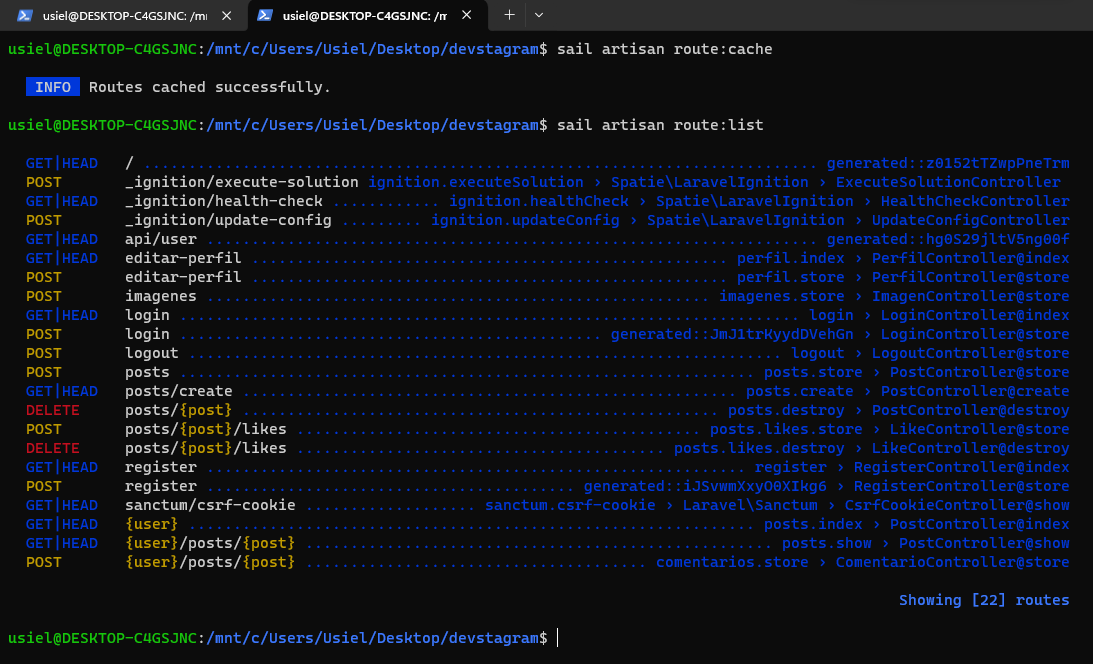 usiel@DESKTOP-C4GSJNC: /mı
usiel@DESKTOP-C4GSJNC: /m
usiel@DESKTOP-C4GSJNC:/mnt/c/Users/Usiel/Desktop/devstagram$ sail artisan route:cache
INFO Routes cached successfully.
usiel@DESKTOP-C4GSJNC:/mnt/c/Users/Usiel/Desktop/devstagram$ sail artisan route:list
GET|HEAD / ........................................................................... generated::z0152tTZwpPneTrm
POST _ignition/execute-solution ignition.executeSolution › Spatie\LaravelIgnition › ExecuteSolutionController
GET|HEAD _ignition/health-check ............ ignition.healthCheck › Spatie\LaravelIgnition › HealthCheckController
POST _ignition/update-config ......... ignition.updateConfig › Spatie\LaravelIgnition › UpdateConfigController
GET|HEAD api/user .................................................................... generated::hg0S29jltV5ng00f
GET|HEAD editar-perfil ..................................................... perfil.index › PerfilController@index
POST editar-perfil ..................................................... perfil.store › PerfilController@store
POST imagenes ........................................................ imagenes.store › ImagenController@store
GET|HEAD login ..................................................................... login › LoginController@index
POST login ............................................... generated::JmJ1trKyydDVehGn › LoginController@store
POST logout .................................................................. logout › LogoutController@store
POST posts ................................................................ posts.store › PostController@store
GET|HEAD posts/create ....................................................... posts.create › PostController@create
DELETE posts/{post} ..................................................... posts.destroy › PostController@destroy
POST posts/{post}/likes ............................................. posts.likes.store › LikeController@store
DELETE posts/{post}/likes ......................................... posts.likes.destroy › LikeController@destroy
GET|HEAD register ............................................................ register › RegisterController@index
POST register ......................................... generated::iJSvwmXxyO0XIkg6 › RegisterController@store
GET|HEAD sanctum/csrf-cookie ................... sanctum.csrf-cookie › Laravel\Sanctum › CsrfCookieController@show
GET|HEAD {user} ............................................................... posts.index › PostController@index
GET|HEAD {user}/posts/{post} .................................................... posts.show › PostController@show
POST {user}/posts/{post} ...................................... comentarios.store › ComentarioController@store
Showing [22] routes
usiel@DESKTOP-C4GSJNC:/mnt/c/Users/Usiel/Desktop/devstagram$